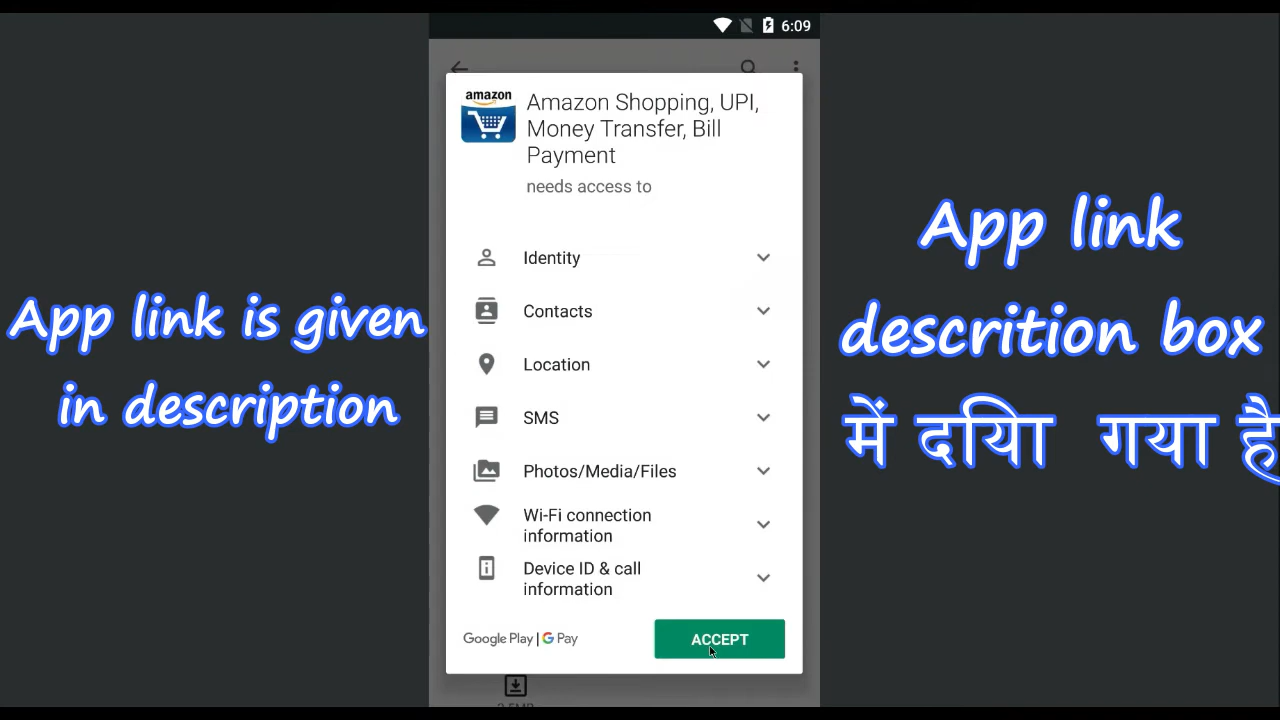 6:09
amazon
Amazon Shopping, UPI,
Money Transfer, Bill
Payment
needs access to
Identity
Contacts
Location
SMS
Photos/Media/Files
Wi-Fi connection
information
Device ID & call
information
Google Play | G Pay
ACCEPT
App link is given
in description
App link
descrition box
में दिया गया है